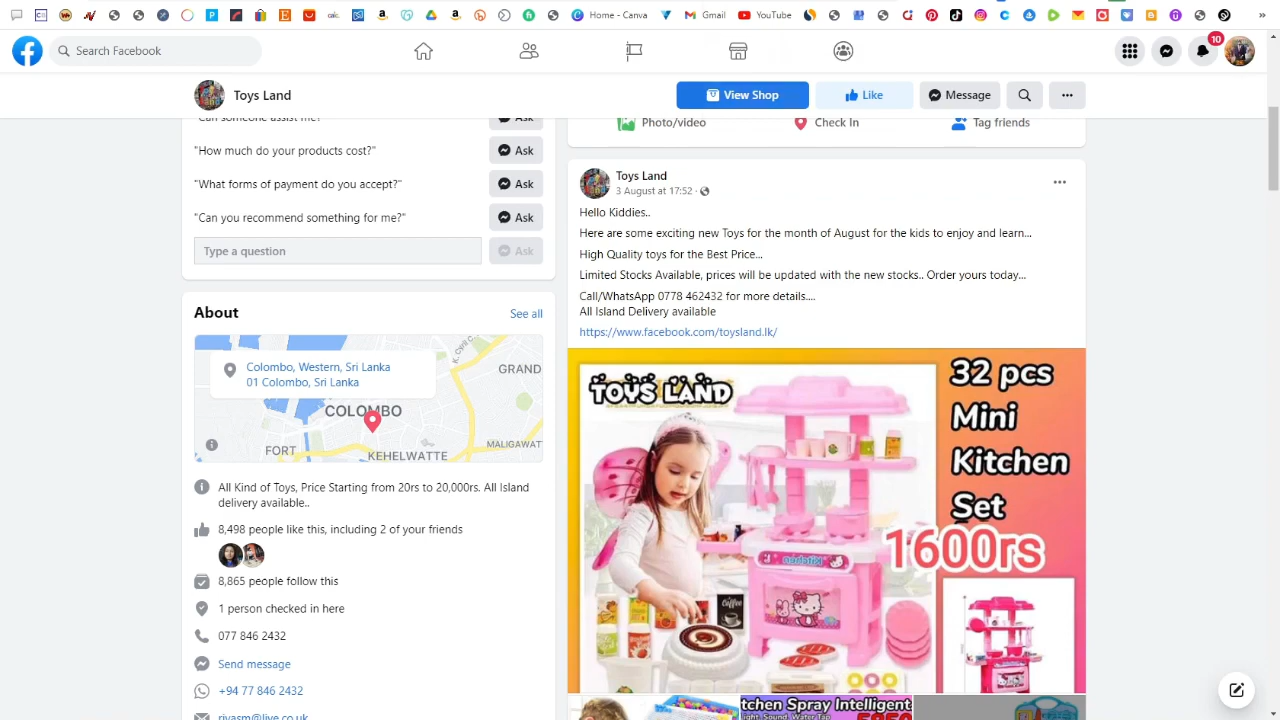 Home - Canva
Gmail
YouTube
Search Facebook
10
Toys Land
View Shop
Like
Message
"Can someone assist me?"
Ask
"How much do your products cost?"
Ask
"What forms of payment do you accept?"
Ask
"Can you recommend something for me?"
Ask
Type a question
Ask
About
See all
Colombo, Western, Sri Lanka
01 Colombo, Sri Lanka
GRAND
COLOMBO
MALIGAWAT
FORT
KEHELWATTE
All Kind of Toys, Price Starting from 20rs to 20,000rs. All Island
delivery available..
8,498 people like this, including 2 of your friends
8,865 people follow this
1 person checked in here
077 846 2432
Send message
+94 77 846 2432
riyasm@live.co.uk
Photo/video
Check In
Tag friends
Toys Land
3 August at 17:52 ·
Hello Kiddies..
Here are some exciting new Toys for the month of August for the kids to enjoy and learn...
High Quality toys for the Best Price...
Limited Stocks Available, prices will be updated with the new stocks.. Order yours today...
Call/WhatsApp 0778 462432 for more details....
All Island Delivery available
https://www.facebook.com/toysland.lk/
TOYS LAND
32 pcs
Mini
Kitchen
Set
1600rs
Coffee
tchen Spray Intelligent
ight, Sound, Water Tap